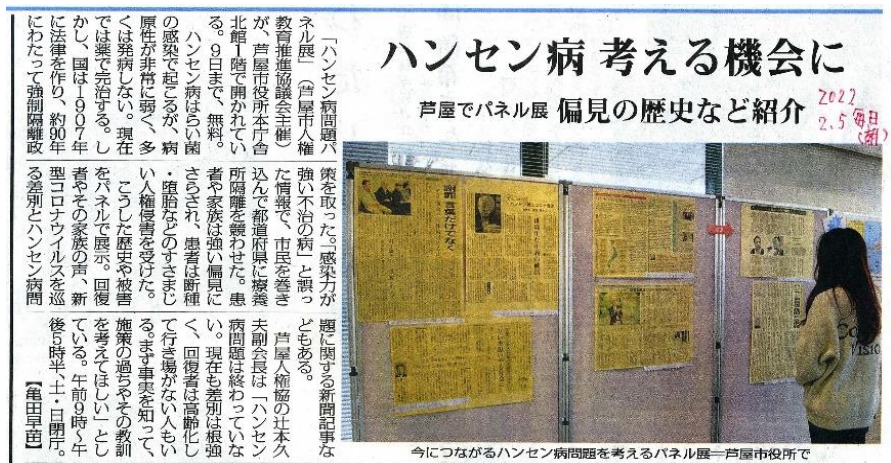 ハンセン病 考える機会に
芦屋でパネル展 偏見の歴史など紹介
2022
2.5 毎日
(朝)
「ハンセン病問題パ
ネル展」(芦屋市人権
教育推進協議会主催)
が、芦屋市役所本庁舎
北館1階で開かれてい
る。9日まで、無料。
ハンセン病はらい菌
の感染で起こるが、病
原性が非常に弱く、多
くは発病しない。現在
では薬で完治する。し
かし、国は1907年
に法律を作り、約90年
にわたって強制隔離政
策を取った。「感染力が
強い不治の病」と誤っ
た情報で、市民を巻き
込んで都道府県に療養
所隔離を競わせた。患
者や家族は強い偏見に
さらされ、患者は断種
・堕胎などのすさまじ
い人権侵害を受けた。
こうした歴史や被害
をパネルで展示。回復
者やその家族の声、新
型コロナウイルスを巡
る差別とハンセン病問
題に関する新聞記事な
どもある。
芦屋人権協の辻本久
夫副会長は「ハンセン
病問題は終わっていな
い。現在も差別は根強
く、回復者は高齢化し
て行き場がない人もい
る。まず事実を知って、
施策の過ちやその教訓
を考えてほしい」とし
ている。午前9時〜午
後5時半、土・日閉庁。
【亀田早苗】
謝罪 言葉だけでなく
今につながるハンセン病問題を考えるパネル展=芦屋市役所で